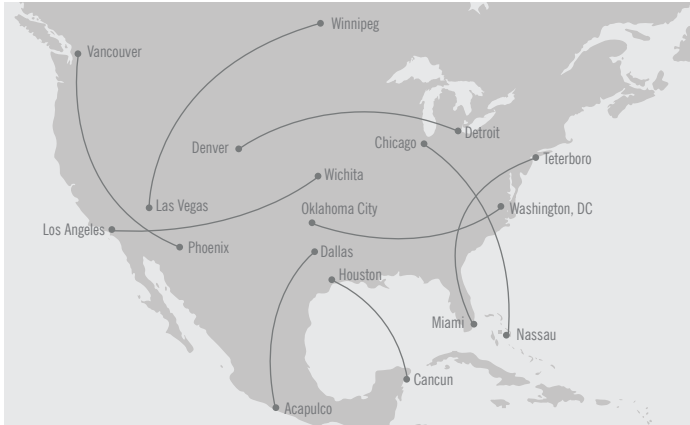 Winnipeg
Vancouver
Detroit
Chicago
Denver
Teterboro
Wichita
Las Vegas
Oklahoma City
Washington, DC
Los Angeles
Phoenix
Dallas
Houston
Miami
Nassau
Cancun
Acapulco